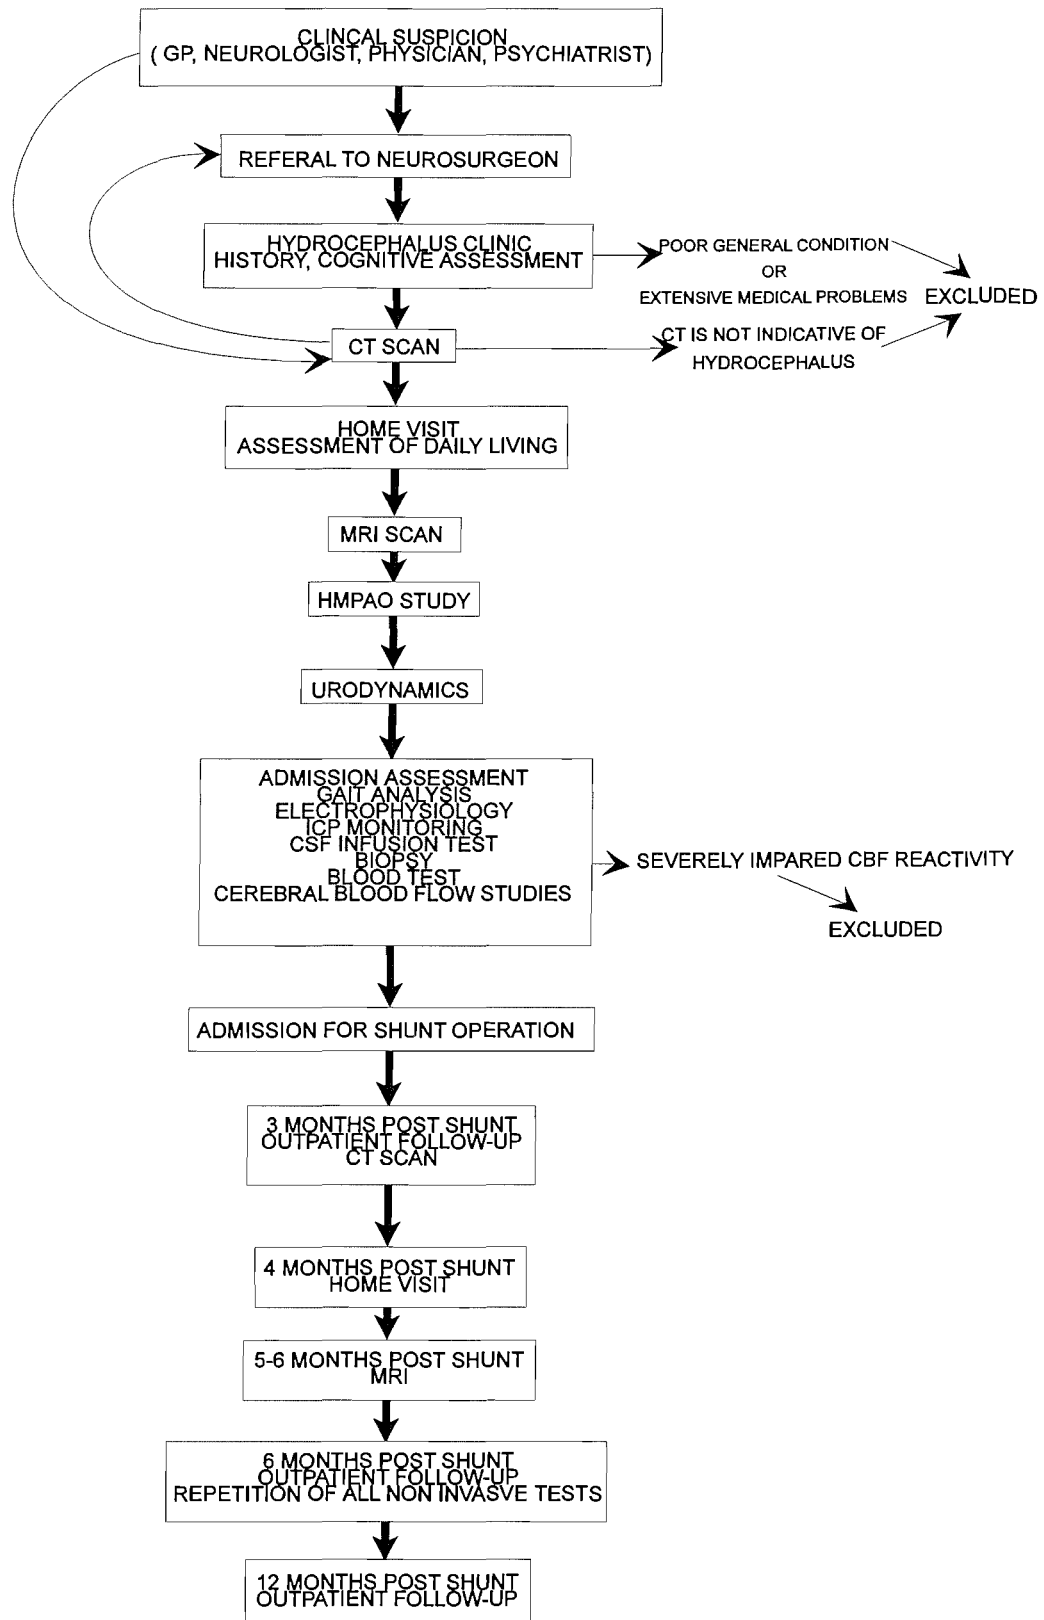 CLINCAL SUSPICION
( GP, NEUROLOGIST, PHYSICIAN, PSYCHIATRIST)
REFERAL TO NEUROSURGEON
HYDROCEPHALUS CLINIC
HISTORY, COGNITIVE ASSESSMENT
POOR GENERAL CONDITION
OR
EXTENSIVE MEDICAL PROBLEMS
EXCLUDED
CT SCAN
CT IS NOT INDICATIVE OF
HYDROCEPHALUS
HOME VISIT
ASSESSMENT OF DAILY LIVING
MRI SCAN
HMPAO STUDY
URODYNAMICS
ADMISSION ASSESSMENT
GAIT ANALYSIS
ELECTROPHYSIOLOGY
ICP MONITORING
CSF INFUSION TEST
BIOPSY
BLOOD TEST
CEREBRAL BLOOD FLOW STUDIES
SEVERELY IMPARED CBF REACTIVITY
EXCLUDED
ADMISSION FOR SHUNT OPERATION
3 MONTHS POST SHUNT
OUTPATIENT FOLLOW-UP
CT SCAN
4 MONTHS POST SHUNT
HOME VISIT
5-6 MONTHS POST SHUNT
MRI
6 MONTHS POST SHUNT
OUTPATIENT FOLLOW-UP
REPETITION OF ALL NON INVASVE TESTS
12 MONTHS POST SHUNT
OUTPATIENT FOLLOW-UP